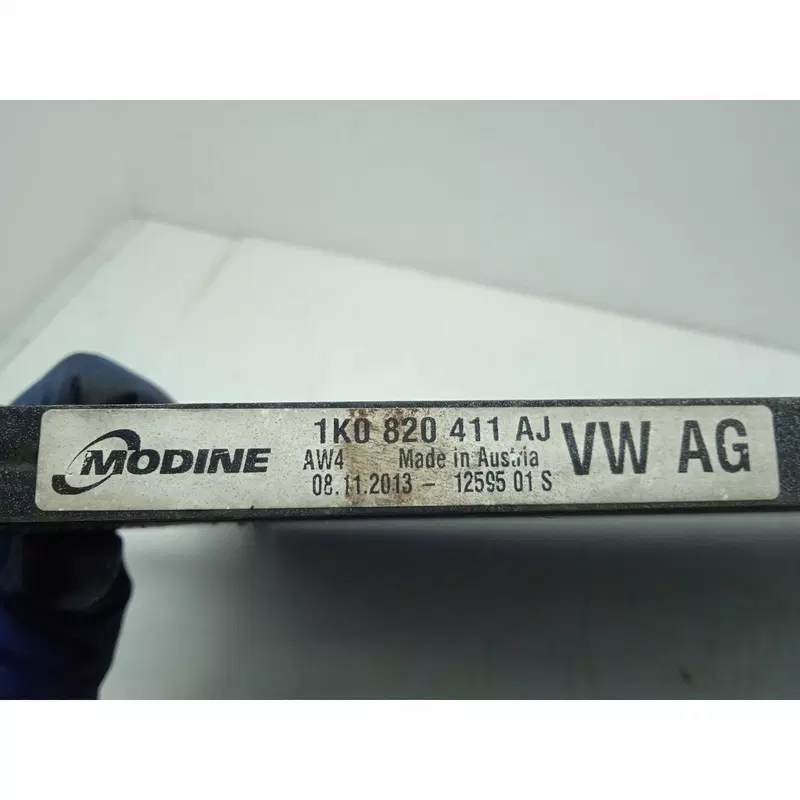 MODINE
1K0 820 411 AJ
AW4 Made in Austria
08.11.2013 - 12595 01 S
VW AG